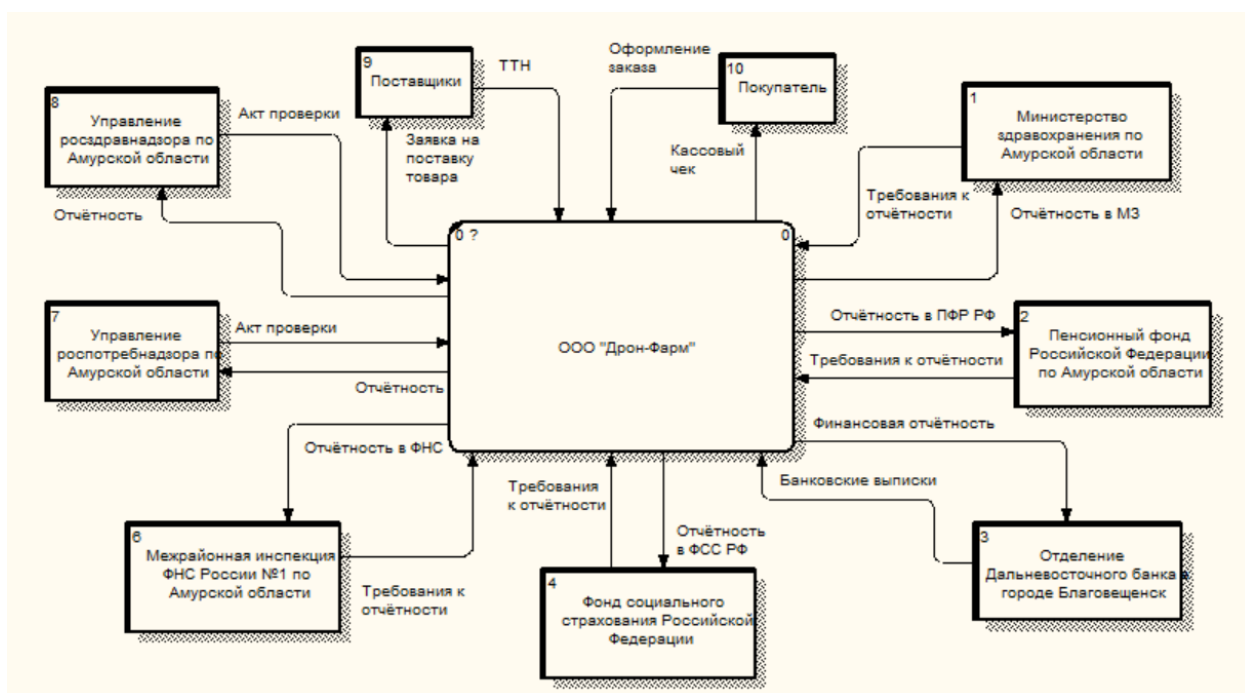 9
Поставщики
ТТН
Оформление
заказа
10
Покупатель
1
Министерство
здравохранения по
Амурской области
8
Управление
росздравнадзора по
Амурской области
Акт проверки
Заявка на
поставку
товара
Кассовый
чек
Требования к
отчётности
Отчётность в МЗ
Отчётность
0 ?
0
ООО "Дрон-Фарм"
7
Управление
роспотребнадзора по
Амурской области
Акт проверки
Отчётность
Отчётность в ПФР РФ
Требования к отчётности
2
Пенсионный фонд
Российской Федерации
по Амурской области
Финансовая отчётность
Банковские выписки
Отчётность в ФНС
Требования
к отчётности
Отчётность
в ФСС РФ
6
Межрайонная инспекция
ФНС России №1 по
Амурской области
Требования к
отчётности
4
Фонд социального
страхования Российской
Федерации
3
Отделение
Дальневосточного банка в
городе Благовещенск